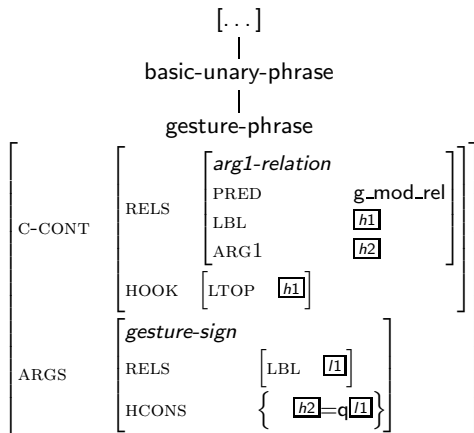 [...]
basic-unary-phrase
gesture-phrase
arg1-relation
PRED g_mod_rel
C-CONT RELS LBL h1
ARG1 h2
HOOK [LTOP h1]
gesture-sign
ARGS RELS [LBL l1]
HCONS { h2=q l1 }